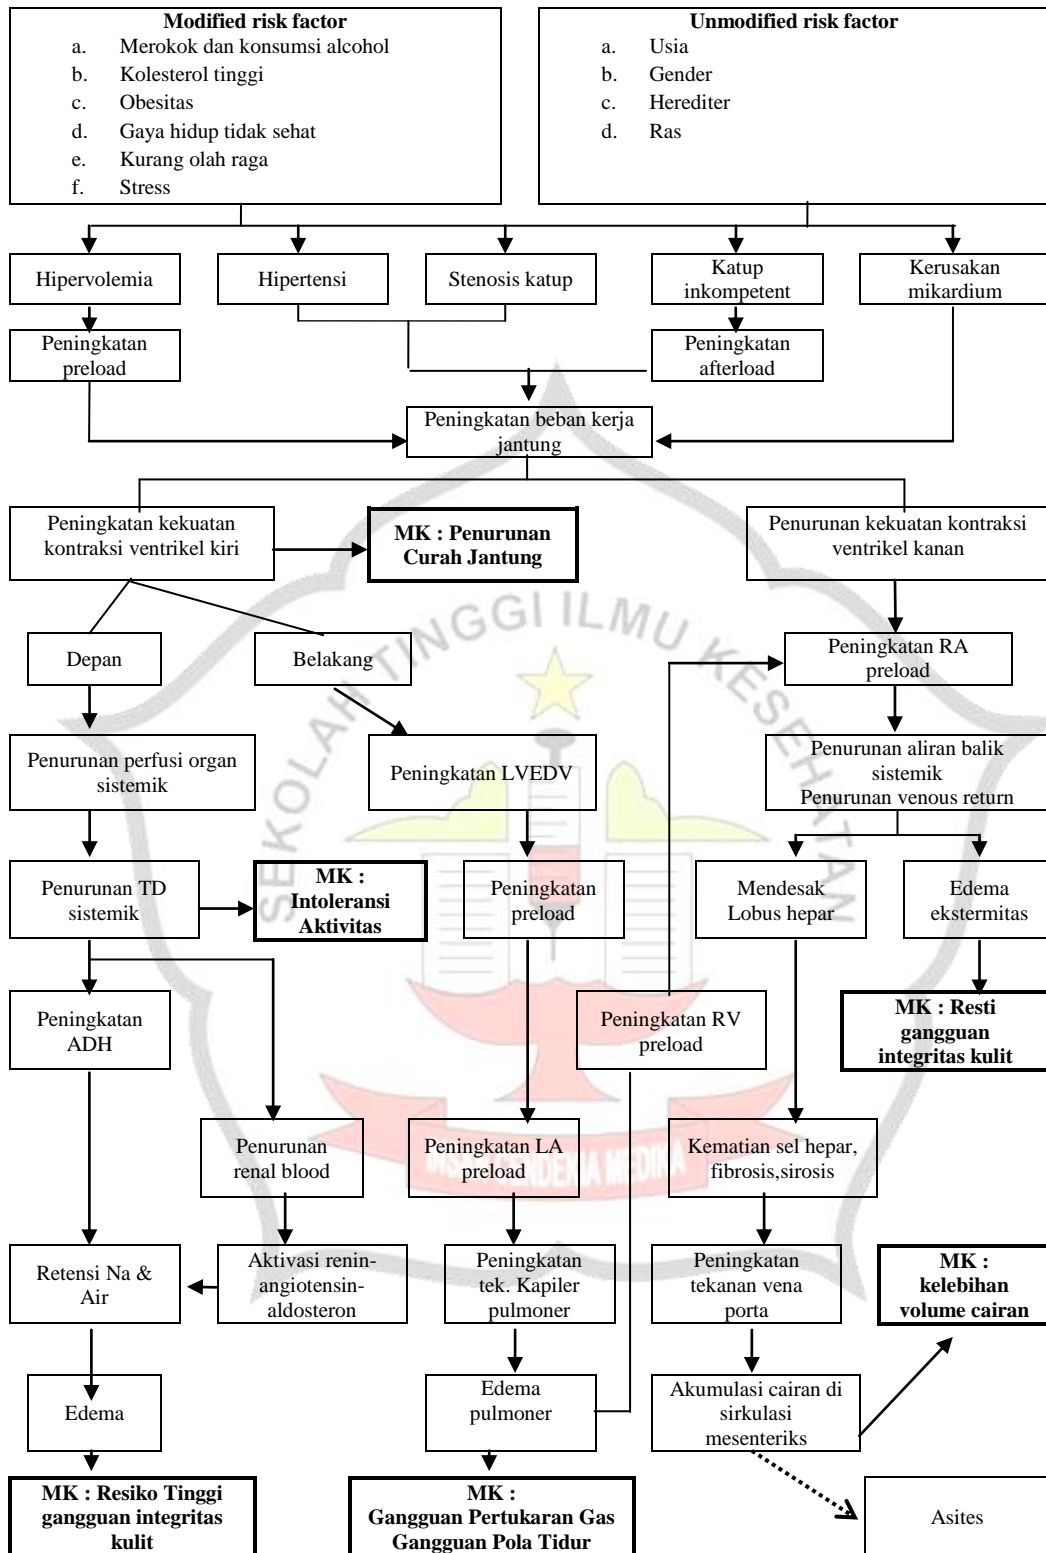 Modified risk factor
a. Merokok dan konsumsi alcohol
b. Kolesterol tinggi
c. Obesitas
d. Gaya hidup tidak sehat
e. Kurang olah raga
f. Stress
Unmodified risk factor
a. Usia
b. Gender
c. Herediter
d. Ras
Hipervolemia
Hipertensi
Stenosis katup
Katup
inkompetent
Kerusakan
mikardium
Peningkatan
preload
Peningkatan
afterload
Peningkatan beban kerja
jantung
Peningkatan kekuatan
kontraksi ventrikel kiri
MK : Penurunan
Curah Jantung
Penurunan kekuatan kontraksi
ventrikel kanan
SEKOLAH TINGGI ILMU KESEHATAN
Depan
Belakang
Peningkatan RA
preload
Penurunan perfusi organ
sistemik
Peningkatan LVEDV
Penurunan aliran balik
sistemik
Penurunan venous return
Penurunan TD
sistemik
MK :
Intoleransi
Aktivitas
Peningkatan
preload
Mendesak
Lobus hepar
Edema
ekstermitas
Peningkatan
ADH
Peningkatan RV
preload
MK : Resti
gangguan
integritas kulit
Penurunan
renal blood
Peningkatan LA
preload
Kematian sel hepar,
fibrosis,sirosis
INSAN CENDEKIA MEDIKA
Retensi Na &
Air
Aktivasi renin-
angiotensin-
aldosteron
Peningkatan
tek. Kapiler
pulmoner
Peningkatan
tekanan vena
porta
MK :
kelebihan
volume cairan
Edema
Edema
pulmoner
Akumulasi cairan di
sirkulasi
mesenteriks
MK : Resiko Tinggi
gangguan integritas
kulit
MK :
Gangguan Pertukaran Gas
Gangguan Pola Tidur
Asites